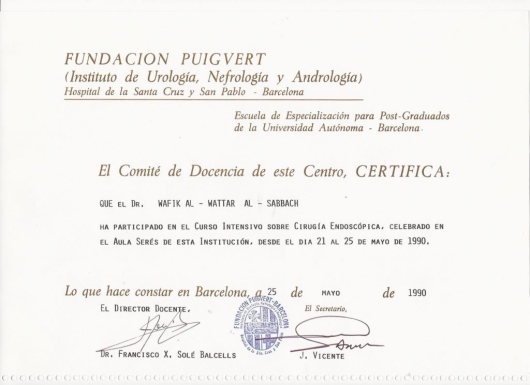 FUNDACION PUIGVERT
(Instituto de Urología, Nefrología y Andrología)
Hospital de la Santa Cruz y San Pablo - Barcelona
Escuela de Especialización para Post-Graduados
de la Universidad Autónoma - Barcelona.
El Comité de Docencia de este Centro, CERTIFICA:
QUE EL DR. WAFIK AL - WATTAR AL - SABBACH
HA PARTICIPADO EN EL CURSO INTENSIVO SOBRE CIRUGÍA ENDOSCÓPICA, CELEBRADO EN
EL AULA SERÉS DE ESTA INSTITUCIÓN, DESDE EL DIA 21 AL 25 DE MAYO DE 1990.
Lo que hace constar en Barcelona, a 25 de MAYO de 1990
EL DIRECTOR DOCENTE, El Secretario,
FUNDACION PUIGVERT-BARCELONA
DR. FRANCISCO X. SOLÉ BALCELLS J. VICENTE